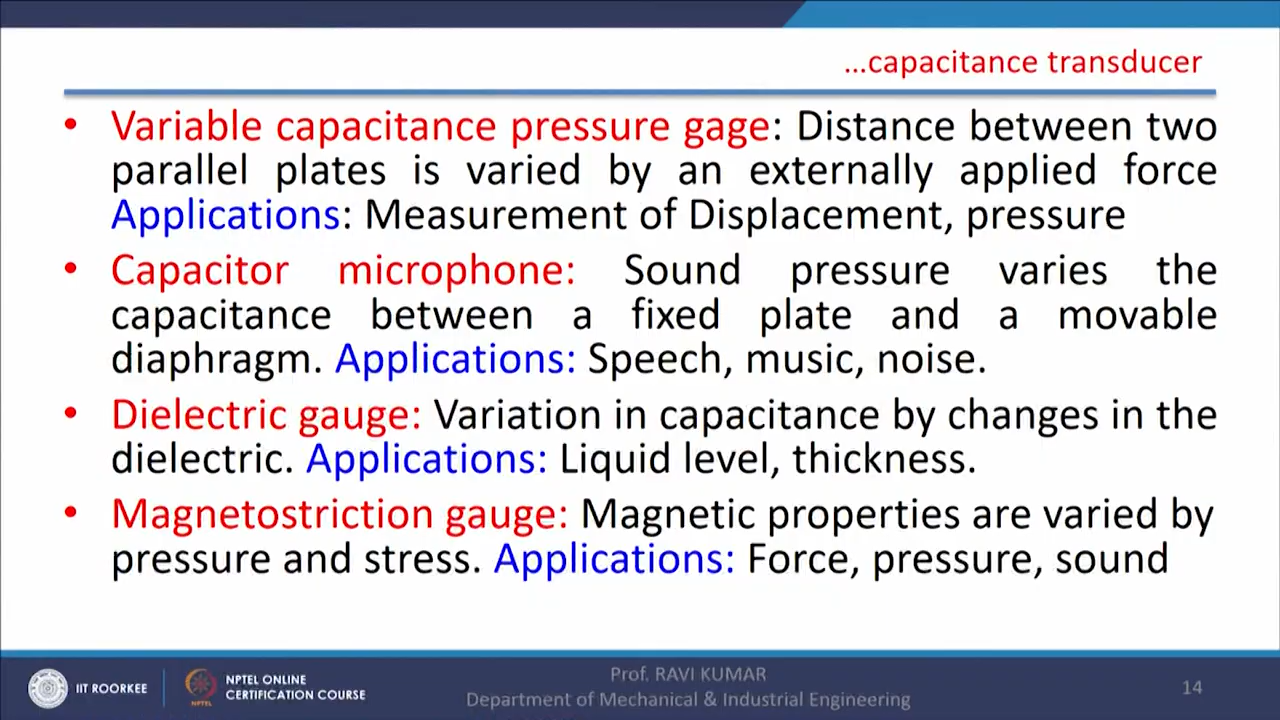 ...capacitance transducer
• Variable capacitance pressure gage: Distance between two
parallel plates is varied by an externally applied force
Applications: Measurement of Displacement, pressure
• Capacitor microphone: Sound pressure varies the
capacitance between a fixed plate and a movable
diaphragm. Applications: Speech, music, noise.
• Dielectric gauge: Variation in capacitance by changes in the
dielectric. Applications: Liquid level, thickness.
• Magnetostriction gauge: Magnetic properties are varied by
pressure and stress. Applications: Force, pressure, sound
IIT ROORKEE
NPTEL
NPTEL ONLINE
CERTIFICATION COURSE
Prof. RAVI KUMAR
Department of Mechanical & Industrial Engineering
14